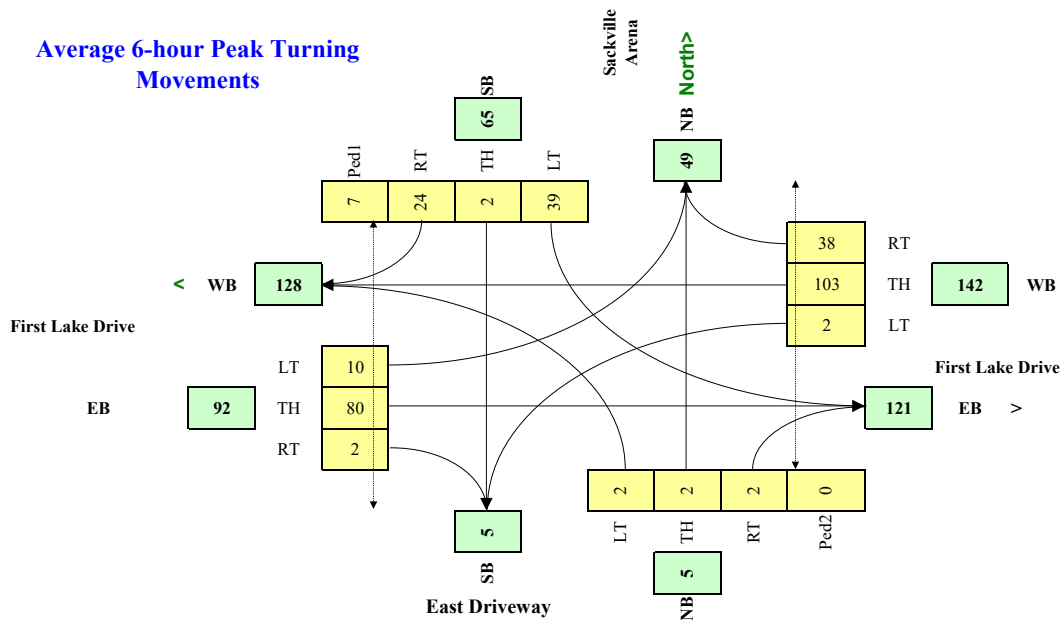 Average 6-hour Peak Turning
Movements
Sackville
Arena
North>
SB
65
NB
49
Ped1
RT
TH
LT
7
24
2
39
38
RT
103
TH
2
LT
<
WB
128
142
WB
First Lake Drive
LT
10
EB
92
TH
80
RT
2
First Lake Drive
121
EB
>
2
2
2
0
LT
TH
RT
Ped2
5
SB
5
NB
East Driveway